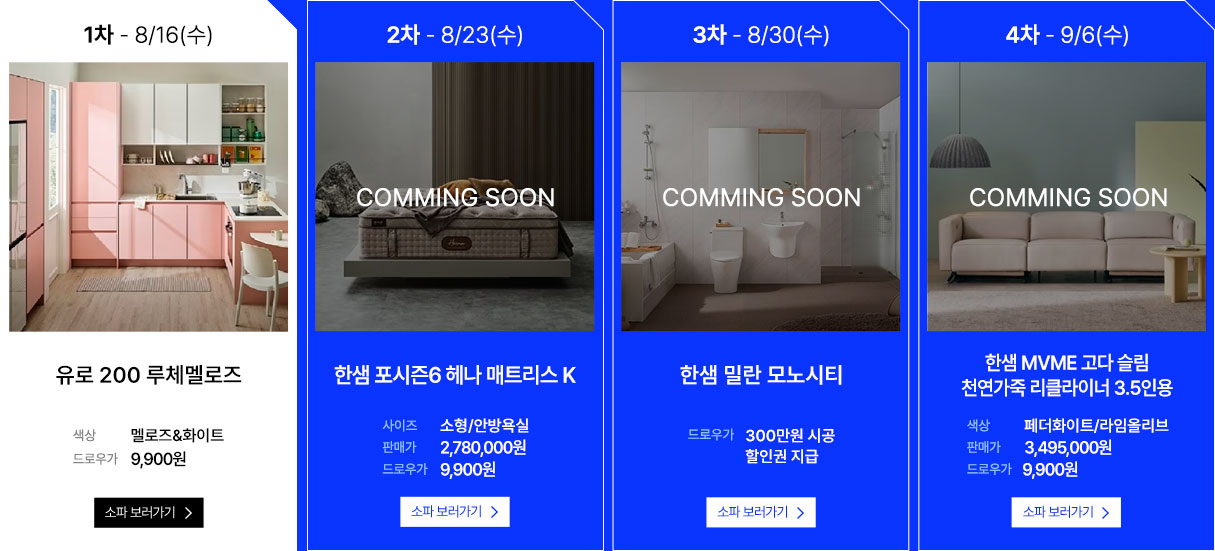 1차 - 8/16(수)
유로 200 루체멜로즈
색상 멜로즈&화이트
드로우가 9,900원
소파 보러가기 >
2차 - 8/23(수)
COMMING SOON
한샘 포시즌6 헤나 매트리스 K
사이즈 소형/안방욕실
판매가 2,780,000원
드로우가 9,900원
소파 보러가기 >
3차 - 8/30(수)
COMMING SOON
한샘 밀란 모노시티
드로우가 300만원 시공
할인권 지급
소파 보러가기 >
4차 - 9/6(수)
COMMING SOON
한샘 MVME 고다 슬림
천연가죽 리클라이너 3.5인용
색상 페더화이트/라임올리브
판매가 3,495,000원
드로우가 9,900원
소파 보러가기 >